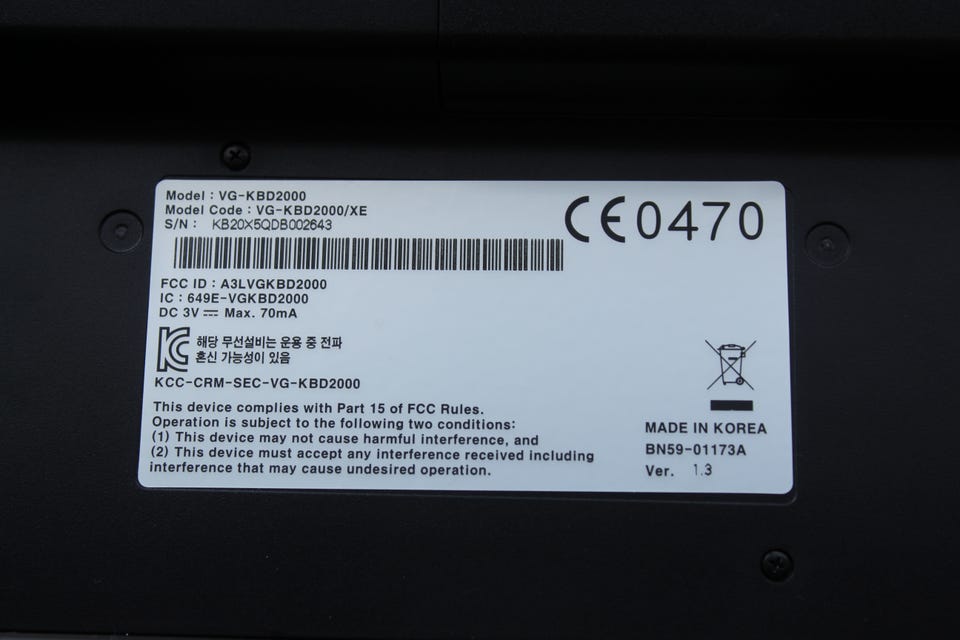 Model : VG-KBD2000
Model Code : VG-KBD2000/XE
S/N : KB20X5QDB002643
CE0470
FCC ID : A3LVGKBD2000
IC : 649E-VGKBD2000
DC 3V ⎓ Max. 70mA
해당 무선설비는 운용 중 전파
혼신 가능성이 있음
KCC-CRM-SEC-VG-KBD2000
This device complies with Part 15 of FCC Rules.
Operation is subject to the following two conditions:
(1) This device may not cause harmful interference, and
(2) This device must accept any interference received including
interference that may cause undesired operation.
MADE IN KOREA
BN59-01173A
Ver. 1.3